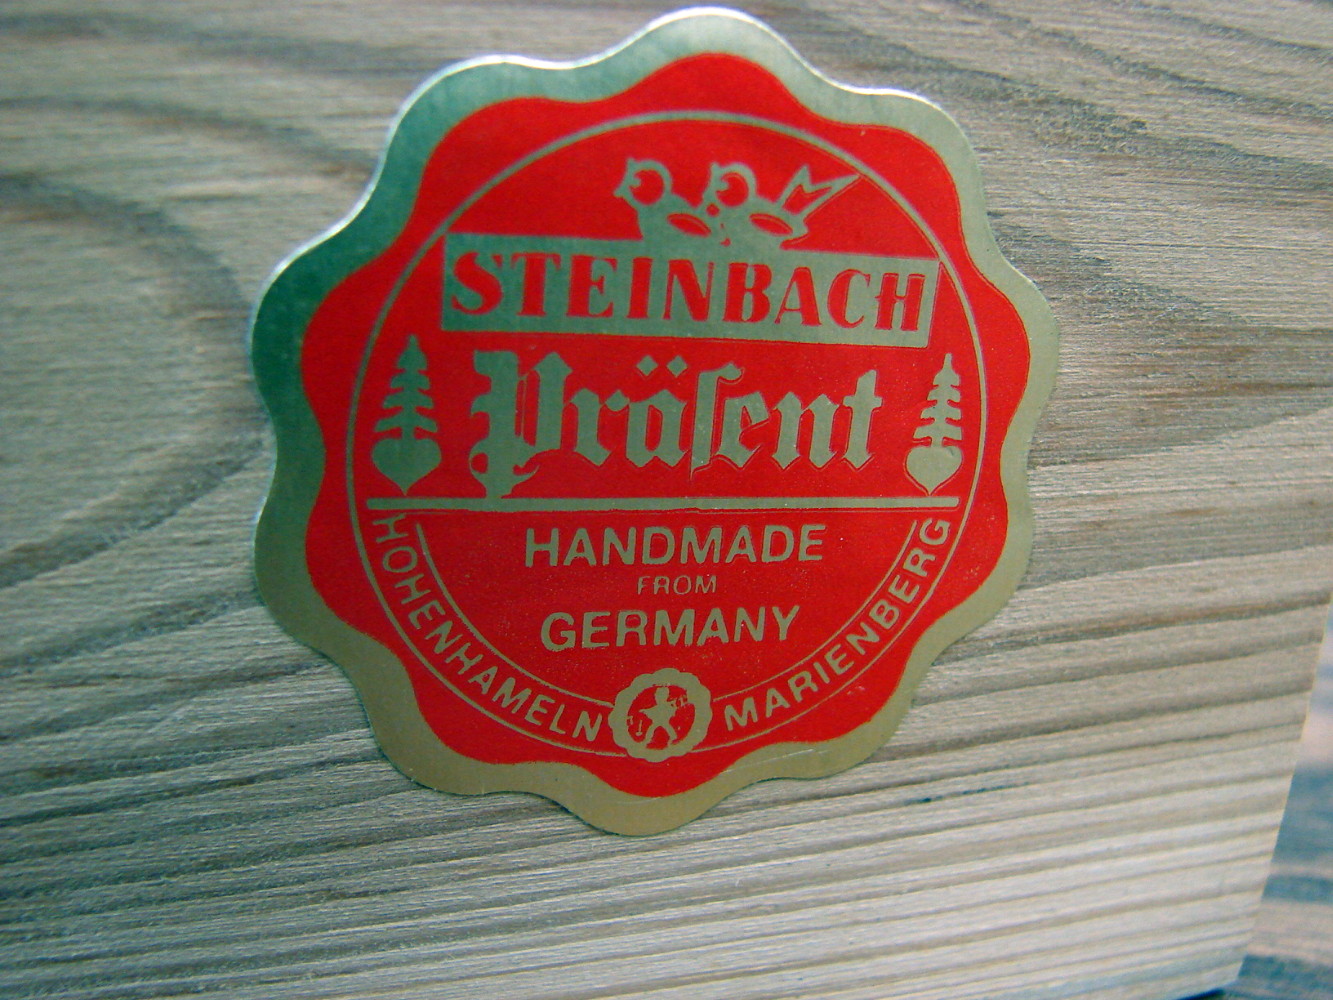 STEINBACH
Präſent
HANDMADE
FROM
GERMANY
HOHENHAMELN MARIENBERG